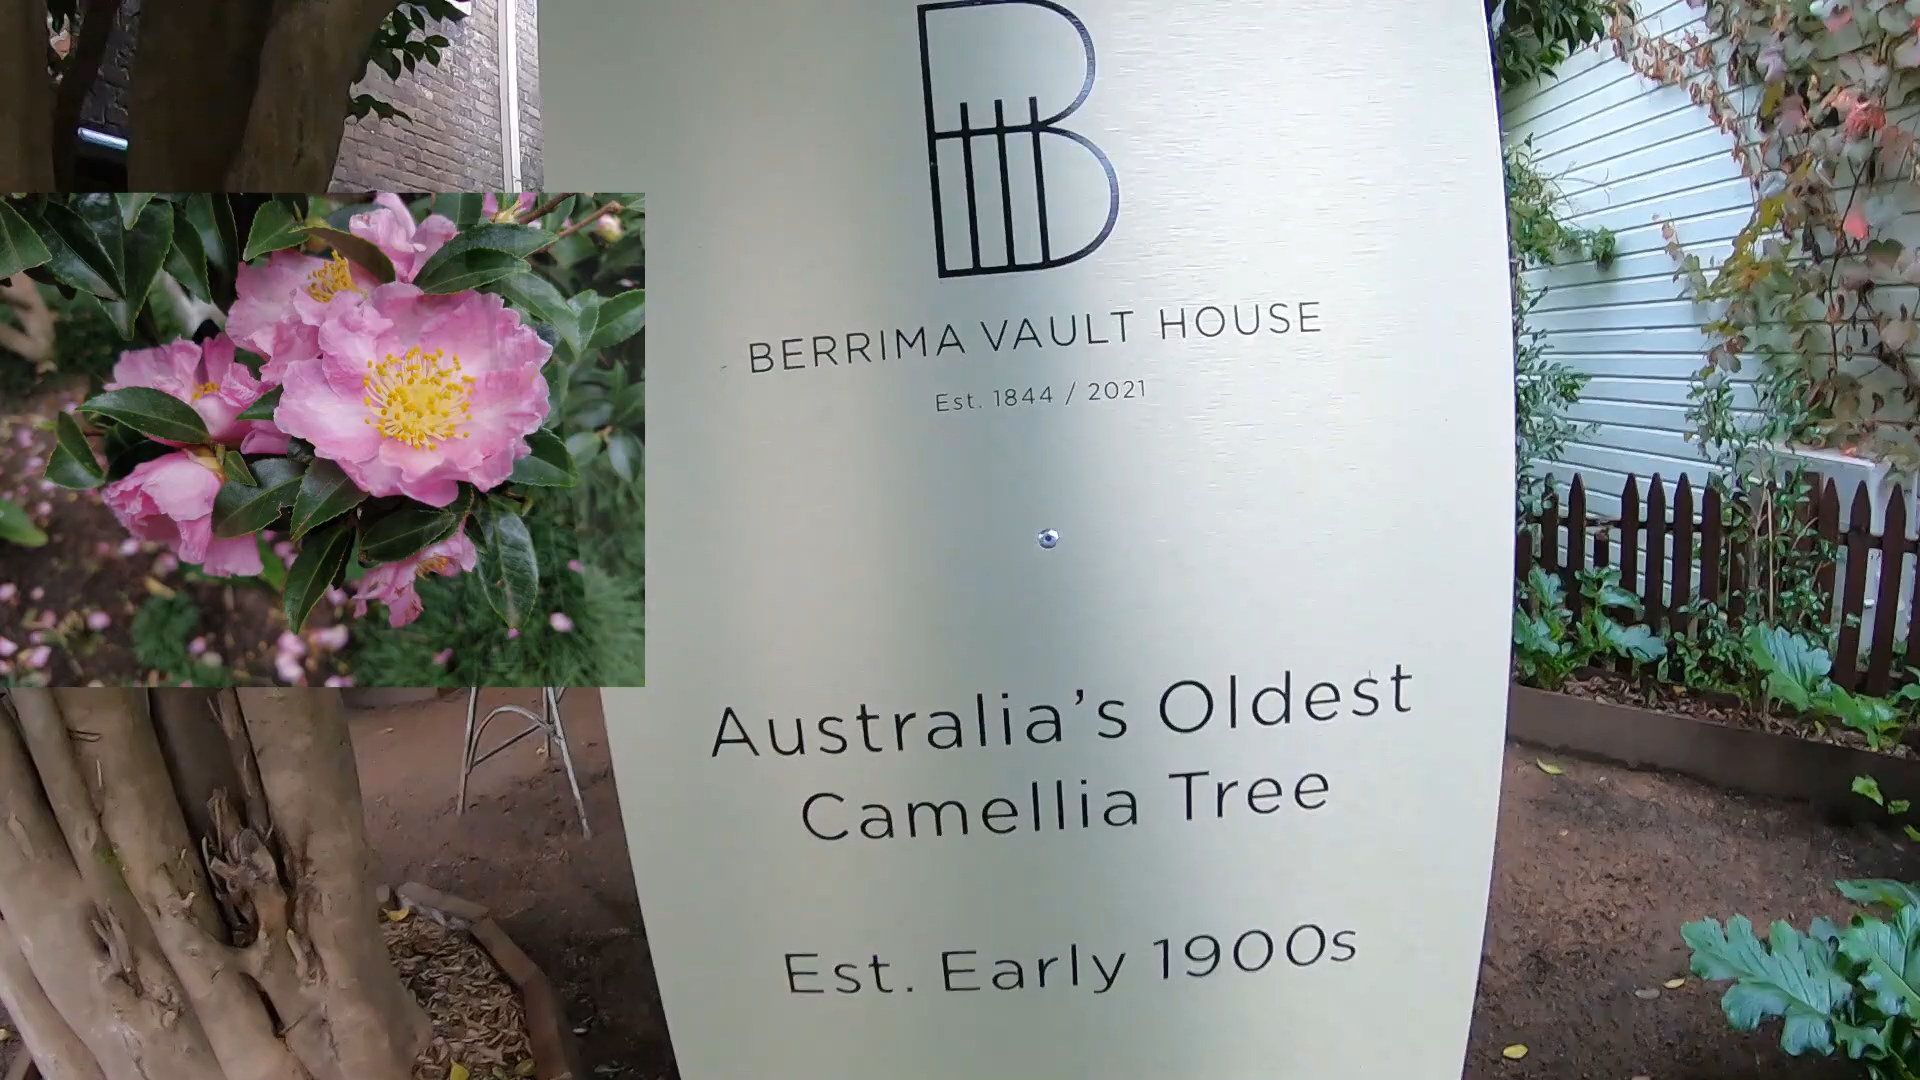 B
BERRIMA VAULT HOUSE
Est. 1844 / 2021
Australia's Oldest
Camellia Tree
Est. Early 1900s